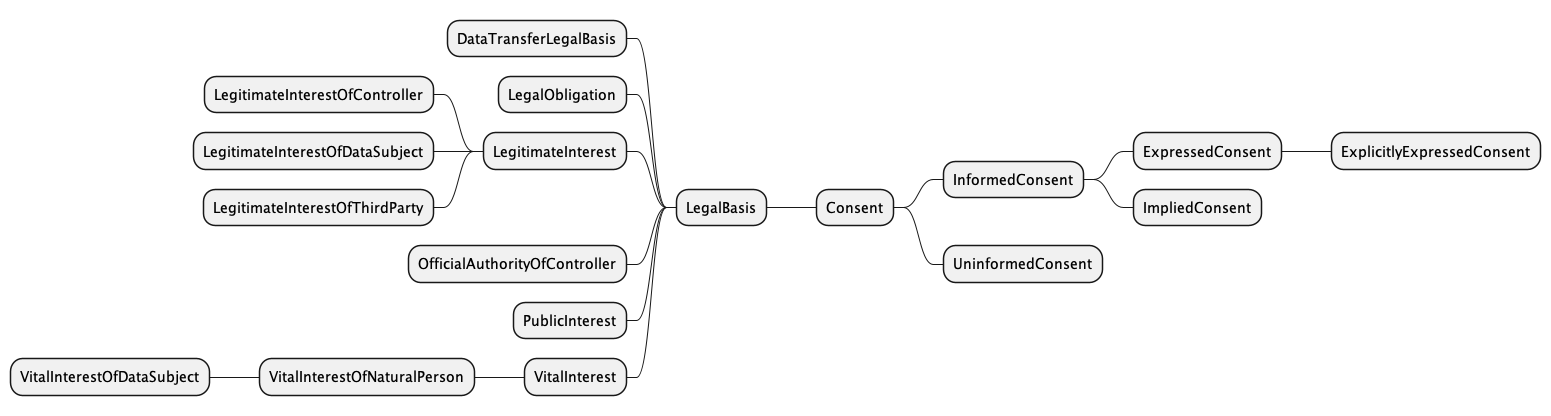 DataTransferLegalBasis
LegitimateInterestOfController
LegalObligation
LegitimateInterestOfDataSubject
LegitimateInterest
LegitimateInterestOfThirdParty
OfficialAuthorityOfController
PublicInterest
VitalInterestOfDataSubject
VitalInterestOfNaturalPerson
VitalInterest
LegalBasis
Consent
InformedConsent
ExpressedConsent
ExplicitlyExpressedConsent
ImpliedConsent
UninformedConsent